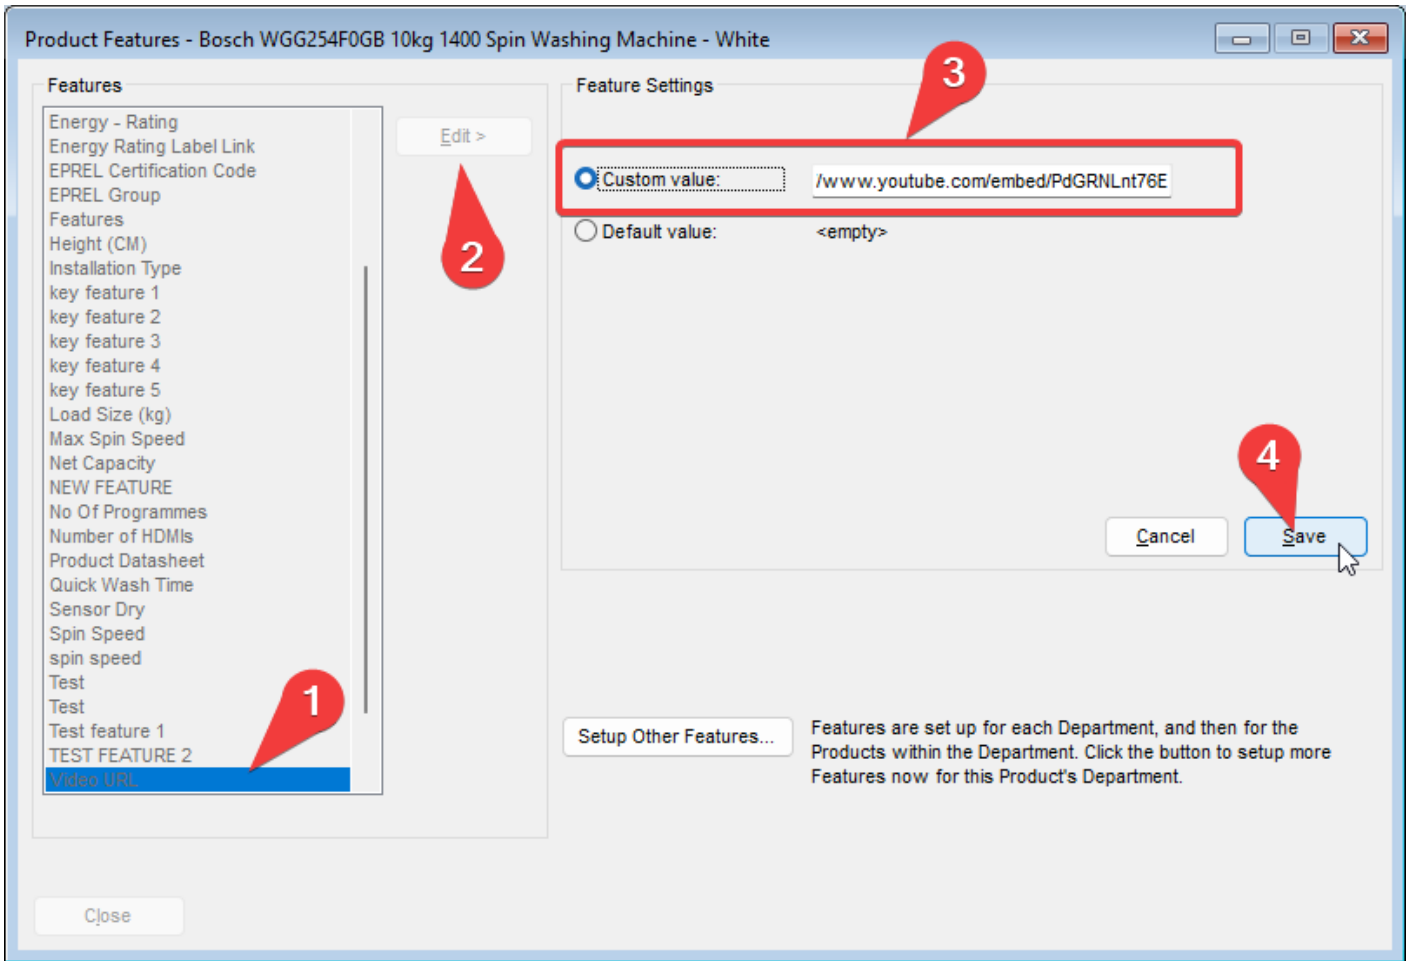 Product Features - Bosch WGG254F0GB 10kg 1400 Spin Washing Machine - White
Features
Energy - Rating
Energy Rating Label Link
EPREL Certification Code
EPREL Group
Features
Height (CM)
Installation Type
key feature 1
key feature 2
key feature 3
key feature 4
key feature 5
Load Size (kg)
Max Spin Speed
Net Capacity
NEW FEATURE
No Of Programmes
Number of HDMIs
Product Datasheet
Quick Wash Time
Sensor Dry
Spin Speed
spin speed
Test
Test
Test feature 1
TEST FEATURE 2
Video URL
1
Edit >
2
Feature Settings
3
Custom value: /www.youtube.com/embed/PdGRNLnt76E
Default value: <empty>
4
Cancel
Save
Setup Other Features...
Features are set up for each Department, and then for the
Products within the Department. Click the button to setup more
Features now for this Product's Department.
Close